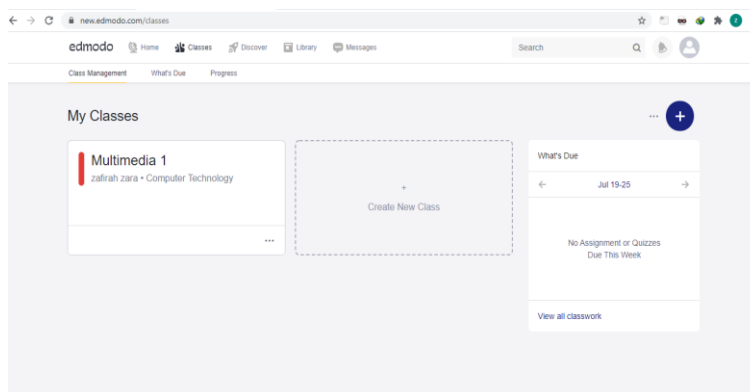 new.edmodo.com/classes
edmodo Home Classes Discover Library Messages Search
Class Management What's Due Progress
My Classes
Multimedia 1
zafirah zara • Computer Technology
+
Create New Class
What's Due
Jul 19-25
No Assignment or Quizzes
Due This Week
View all classwork